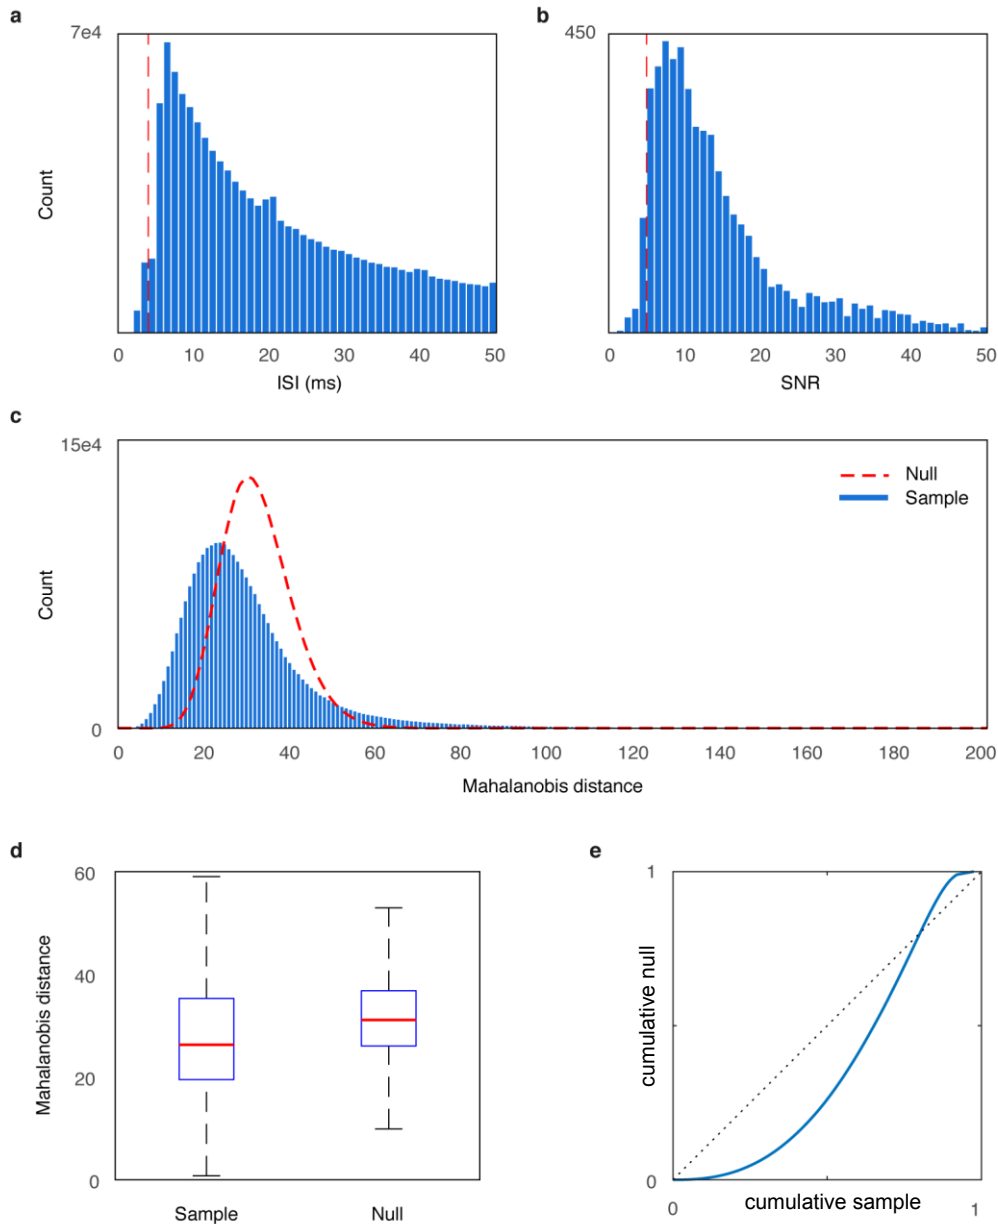 a
7e4
Count
0 10 20 30 40 50
ISI (ms)
b
450
0 10 20 30 40 50
SNR
c
15e4
Null
Sample
Count
0
0 20 40 60 80 100 120 140 160 180 200
Mahalanobis distance
d
60
40
20
0
Mahalanobis distance
Sample Null
e
1
cumulative null
0
0 1
cumulative sample